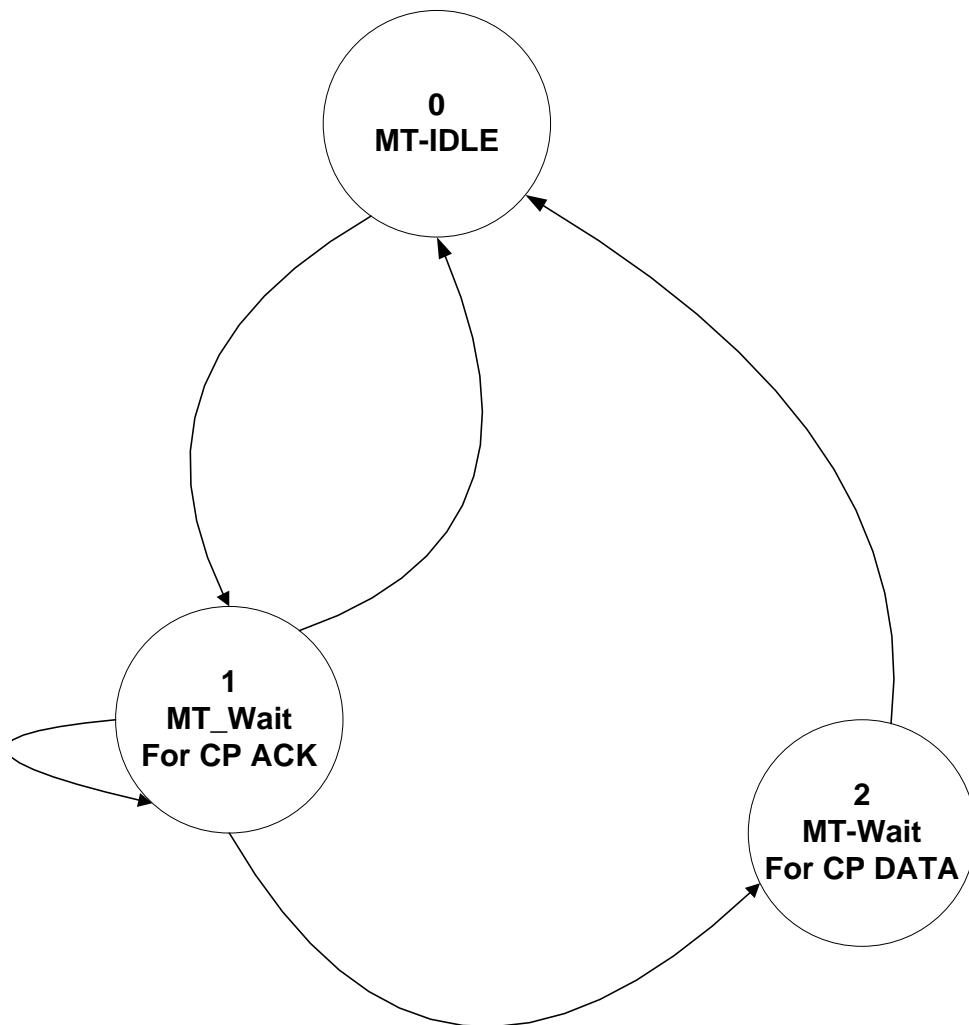 0
MT-IDLE
1
MT_Wait
For CP ACK
2
MT-Wait
For CP DATA